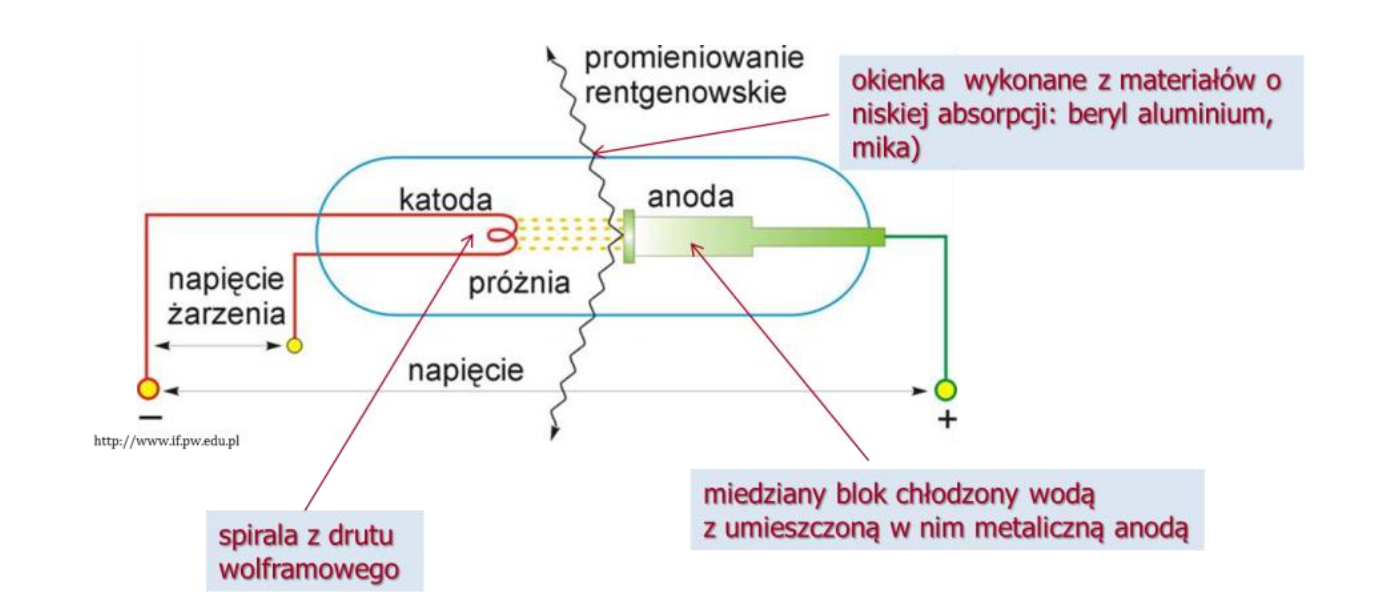 promieniowanie
rentgenowskie
okienka wykonane z materiałów o
niskiej absorpcji: beryl aluminium,
mika)
katoda
anoda
próżnia
napięcie
żarzenia
napięcie
–
+
http://www.if.pw.edu.pl
miedziany blok chłodzony wodą
z umieszczoną w nim metaliczną anodą
spirala z drutu
wolframowego